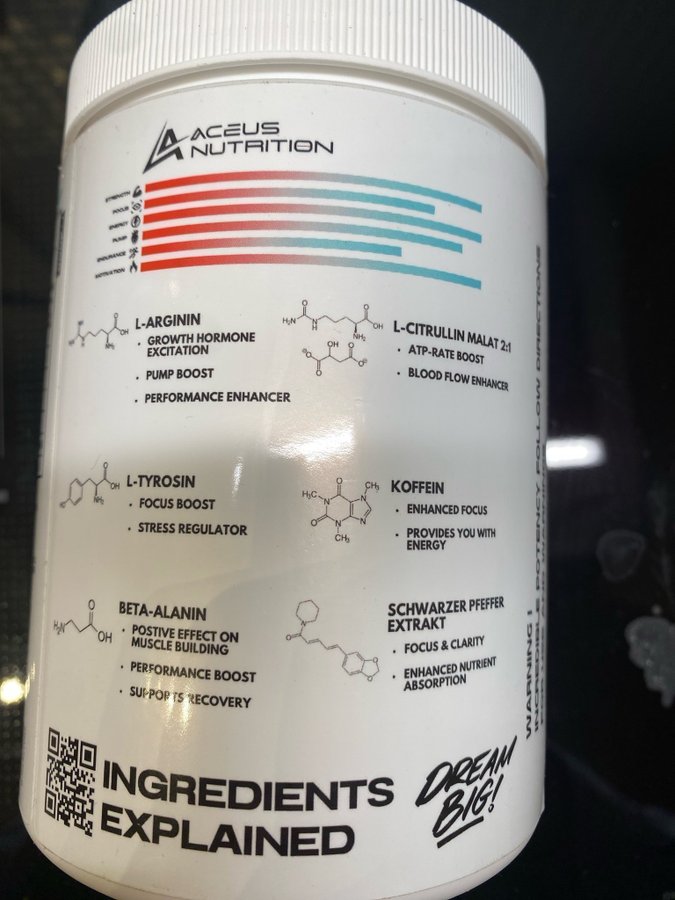 ACEUS
NUTRITION
STRENGTH
FOCUS
ENERGY
PUMP
ENDURANCE
MOTIVATION
L-ARGININ
• GROWTH HORMONE
EXCITATION
• PUMP BOOST
• PERFORMANCE ENHANCER
L-CITRULLIN MALAT 2:1
• ATP-RATE BOOST
• BLOOD FLOW ENHANCER
L-TYROSIN
• FOCUS BOOST
• STRESS REGULATOR
KOFFEIN
• ENHANCED FOCUS
• PROVIDES YOU WITH
ENERGY
BETA-ALANIN
• POSTIVE EFFECT ON
MUSCLE BUILDING
• PERFORMANCE BOOST
• SUPPORTS RECOVERY
SCHWARZER PFEFFER
EXTRAKT
• FOCUS & CLARITY
• ENHANCED NUTRIENT
ABSORPTION
INGREDIENTS
EXPLAINED
DREAM
BIG!
WARNING!
INCREDIBLE POTENCY FOLLOW DIRECTIONS